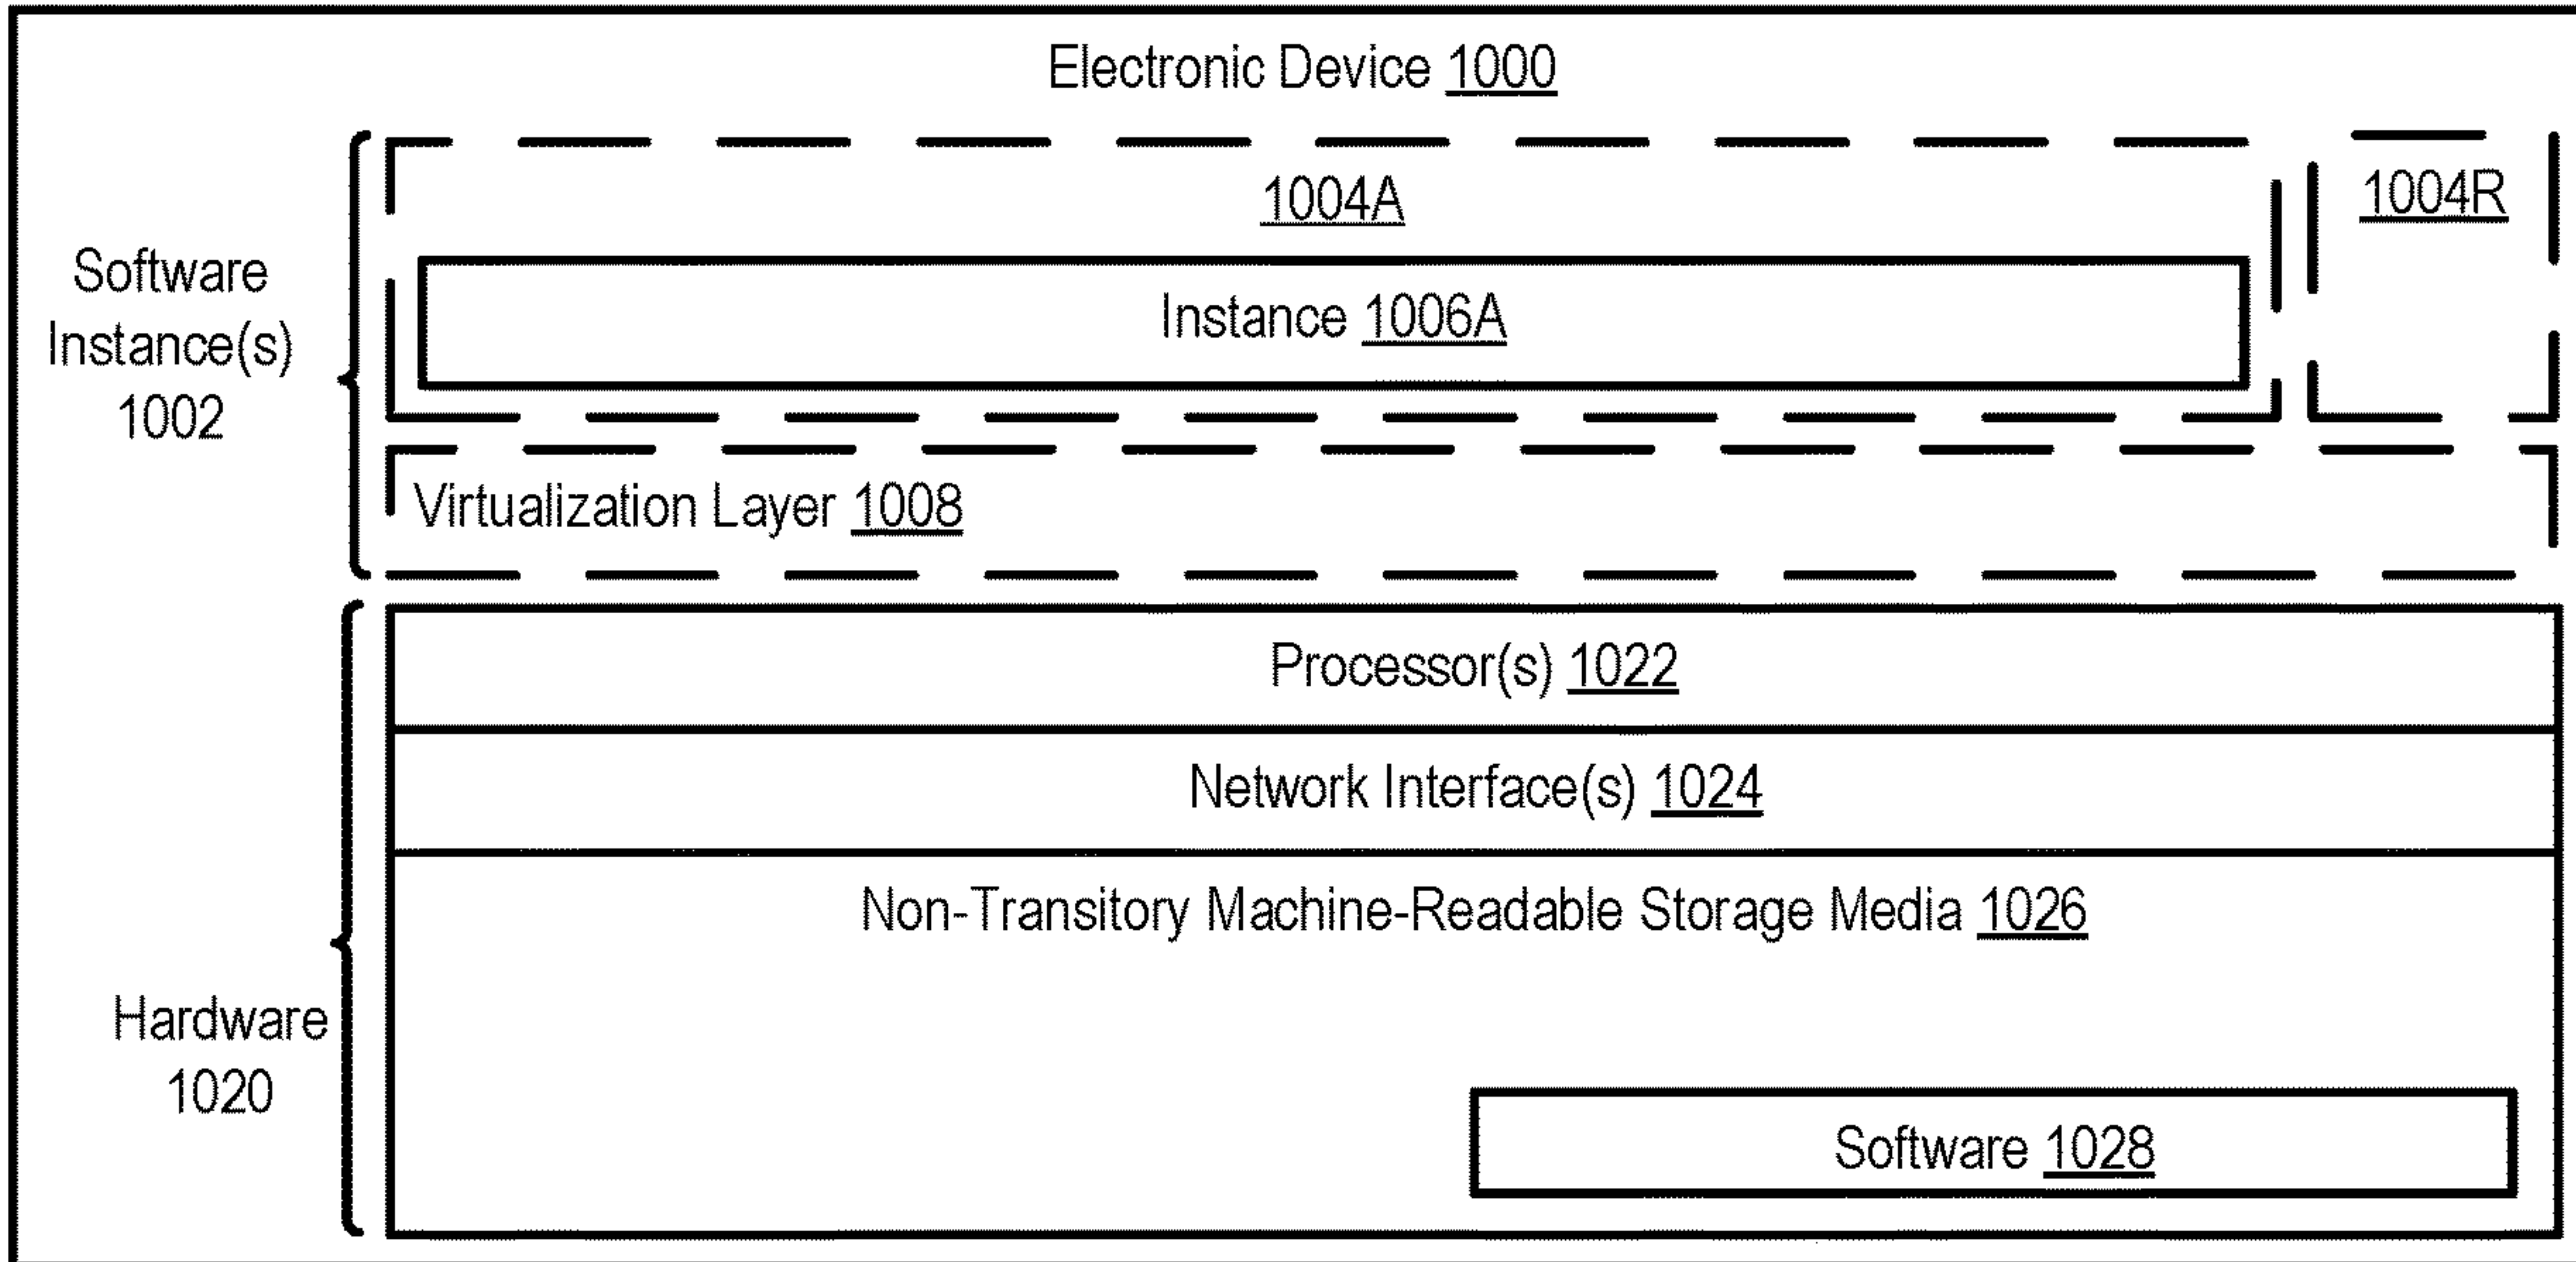 Electronic Device 1000
1004A
1004R
Software
Instance(s)
1002
Instance 1006A
Virtualization Layer 1008
Processor(s) 1022
Network Interface(s) 1024
Non-Transitory Machine-Readable Storage Media 1026
Hardware
1020
Software 1028